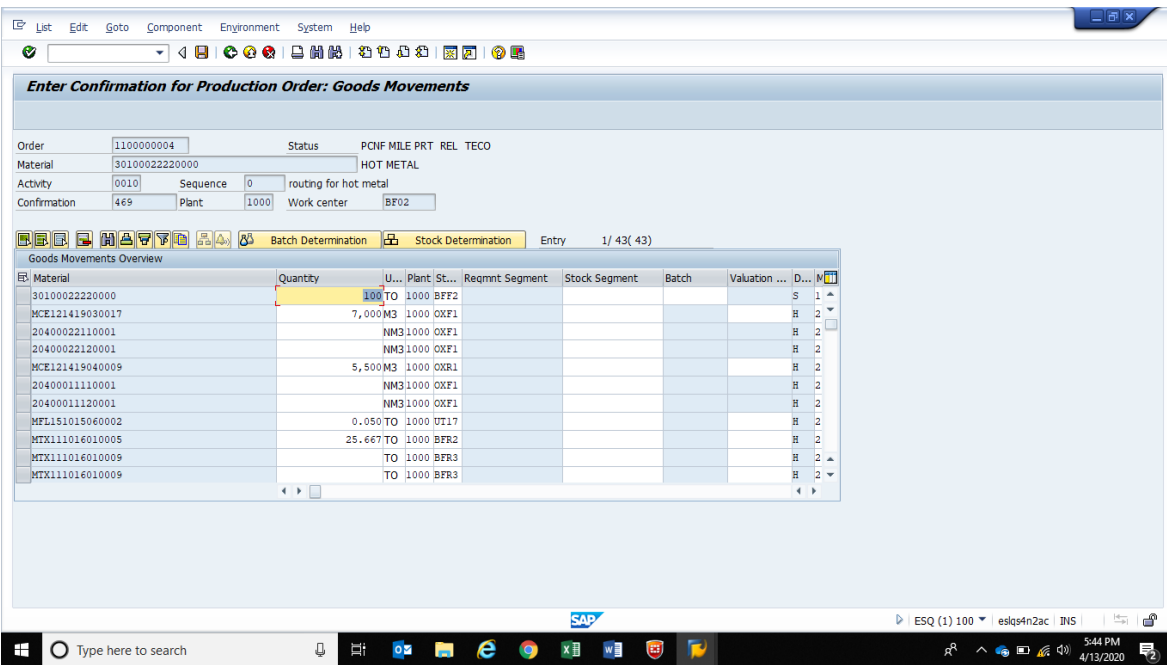 List Edit Goto Component Environment System Help
Enter Confirmation for Production Order: Goods Movements
Order 1100000004 Status PCNF MILE PRT REL TECO
Material 30100022220000 HOT METAL
Activity 0010 Sequence 0 routing for hot metal
Confirmation 469 Plant 1000 Work center BF02
Batch Determination Stock Determination Entry 1/ 43( 43)
Goods Movements Overview
Material Quantity U... Plant St... Reqmnt Segment Stock Segment Batch Valuation ... D... M
30100022220000 100 TO 1000 BFF2 S 1
MCE121419030017 7,000 M3 1000 OXF1 H 2
20400022110001 NM3 1000 OXF1 H 2
20400022120001 NM3 1000 OXF1 H 2
MCE121419040009 5,500 M3 1000 OXR1 H 2
20400011110001 NM3 1000 OXF1 H 2
20400011120001 NM3 1000 OXF1 H 2
MFL151015060002 0.050 TO 1000 UT17 H 2
MTX111016010005 25.667 TO 1000 BFR2 H 2
MTX111016010009 TO 1000 BFR3 H 2
MTX111016010009 TO 1000 BFR3 H 2
SAP ESQ (1) 100 eslqs4n2ac INS
Type here to search 5:44 PM
4/13/2020